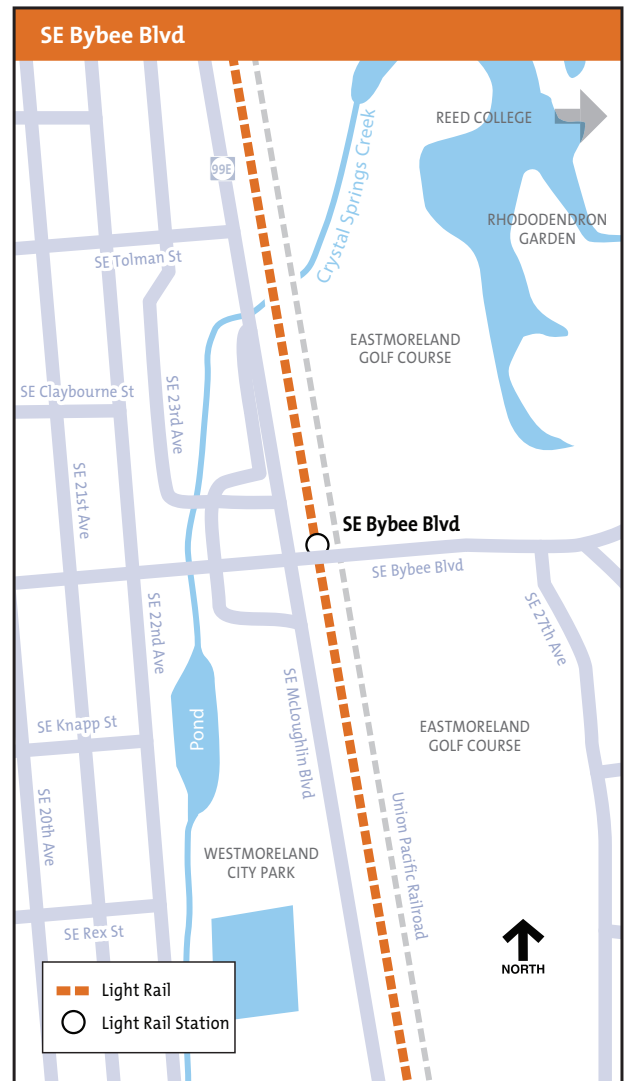 SE Bybee Blvd
REED COLLEGE
99E
Crystal Springs Creek
RHODODENDRON
GARDEN
SE Tolman St
EASTMORELAND
GOLF COURSE
SE Claybourne St
SE 23rd Ave
SE 21st Ave
SE Bybee Blvd
SE Bybee Blvd
SE 22nd Ave
SE 27th Ave
SE McLoughlin Blvd
Pond
SE Knapp St
EASTMORELAND
GOLF COURSE
SE 20th Ave
Union Pacific Railroad
WESTMORELAND
CITY PARK
SE Rex St
NORTH
Light Rail
Light Rail Station